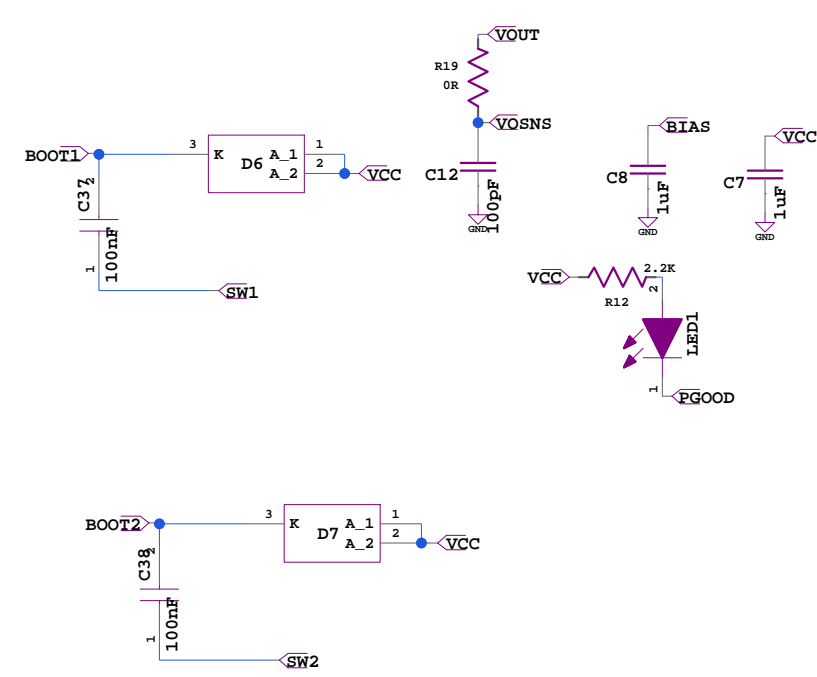 VOUT
R19
0R
VOSNS
BOOT1
3
K
D6
A_1
1
A_2
2
VCC
C37
2
100nF
1
SW1
C12
100pF
GND
BIAS
C8
1uF
GND
VCC
C7
1uF
GND
VCC
2.2K
R12
2
LED1
1
PGOOD
BOOT2
3
K
D7
A_1
1
A_2
2
VCC
C38
2
100nF
1
SW2